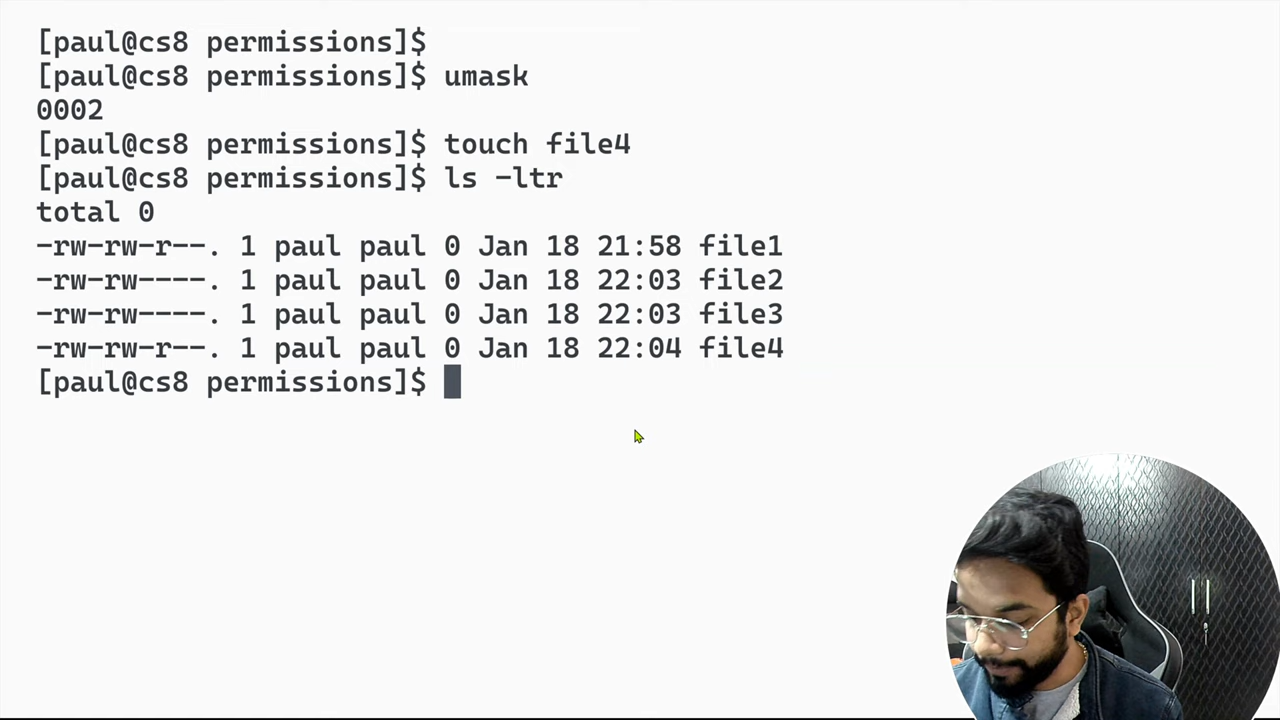 [paul@cs8 permissions]$
[paul@cs8 permissions]$ umask
0002
[paul@cs8 permissions]$ touch file4
[paul@cs8 permissions]$ ls -ltr
total 0
-rw-rw-r--. 1 paul paul 0 Jan 18 21:58 file1
-rw-rw----. 1 paul paul 0 Jan 18 22:03 file2
-rw-rw----. 1 paul paul 0 Jan 18 22:03 file3
-rw-rw-r--. 1 paul paul 0 Jan 18 22:04 file4
[paul@cs8 permissions]$